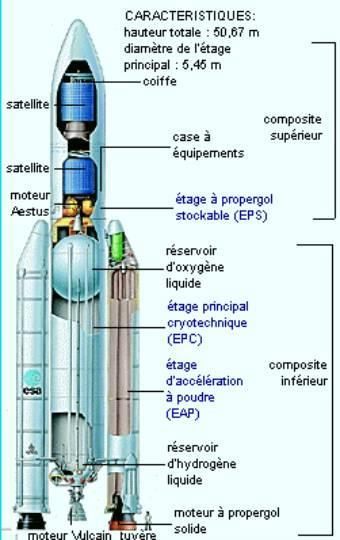 CARACTERISTIQUES:
hauteur totale : 50,67 m
diamètre de l'étage
principal : 5,45 m
coiffe
satellite
composite
supérieur
case à
équipements
satellite
moteur
Aestus
étage à propergol
stockable (EPS)
réservoir
d'oxygène
liquide
étage principal
cryotechnique
(EPC)
étage
d'accélération
à poudre
(EAP)
composite
inférieur
esa
réservoir
d'hydrogène
liquide
moteur à propergol
solide
moteur Vulcain tuyère